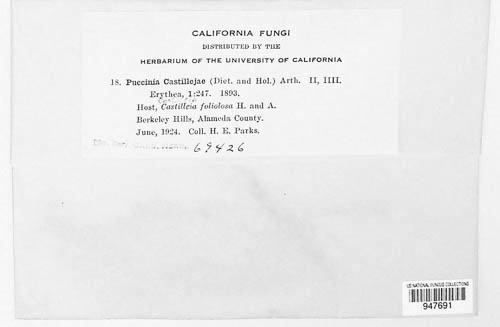 CALIFORNIA FUNGI
DISTRIBUTED BY THE
HERBARIUM OF THE UNIVERSITY OF CALIFORNIA
18. Puccinia Castillejae (Diet. and Hol.) Arth. II, IIII.
Erythea, 1:247. 1893.
Host, Castilleia foliolosa H. and A.
Berkeley Hills, Alameda County.
June, 1924. Coll. H. E. Parks.
69426
US NATIONAL FUNGUS COLLECTIONS
947691